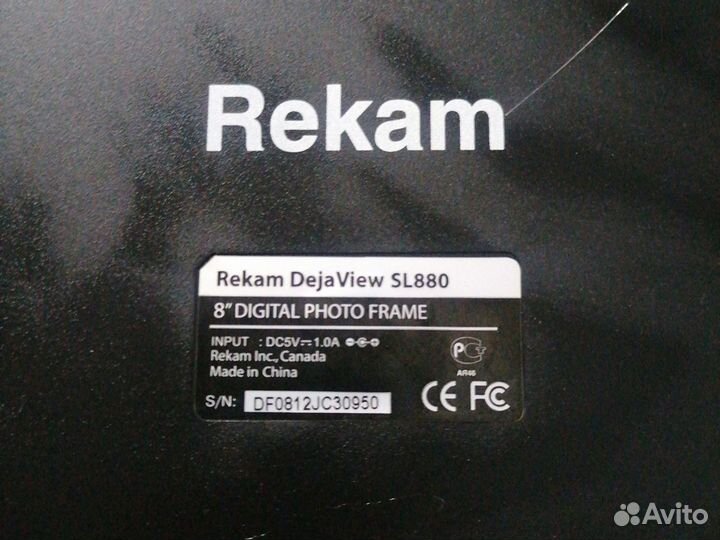 Rekam
Rekam DejaView SL880
8" DIGITAL PHOTO FRAME
INPUT : DC5V⎓1.0A
Rekam Inc., Canada
Made in China
PCT
AR46
S/N: DF0812JC30950
CE FC
Avito